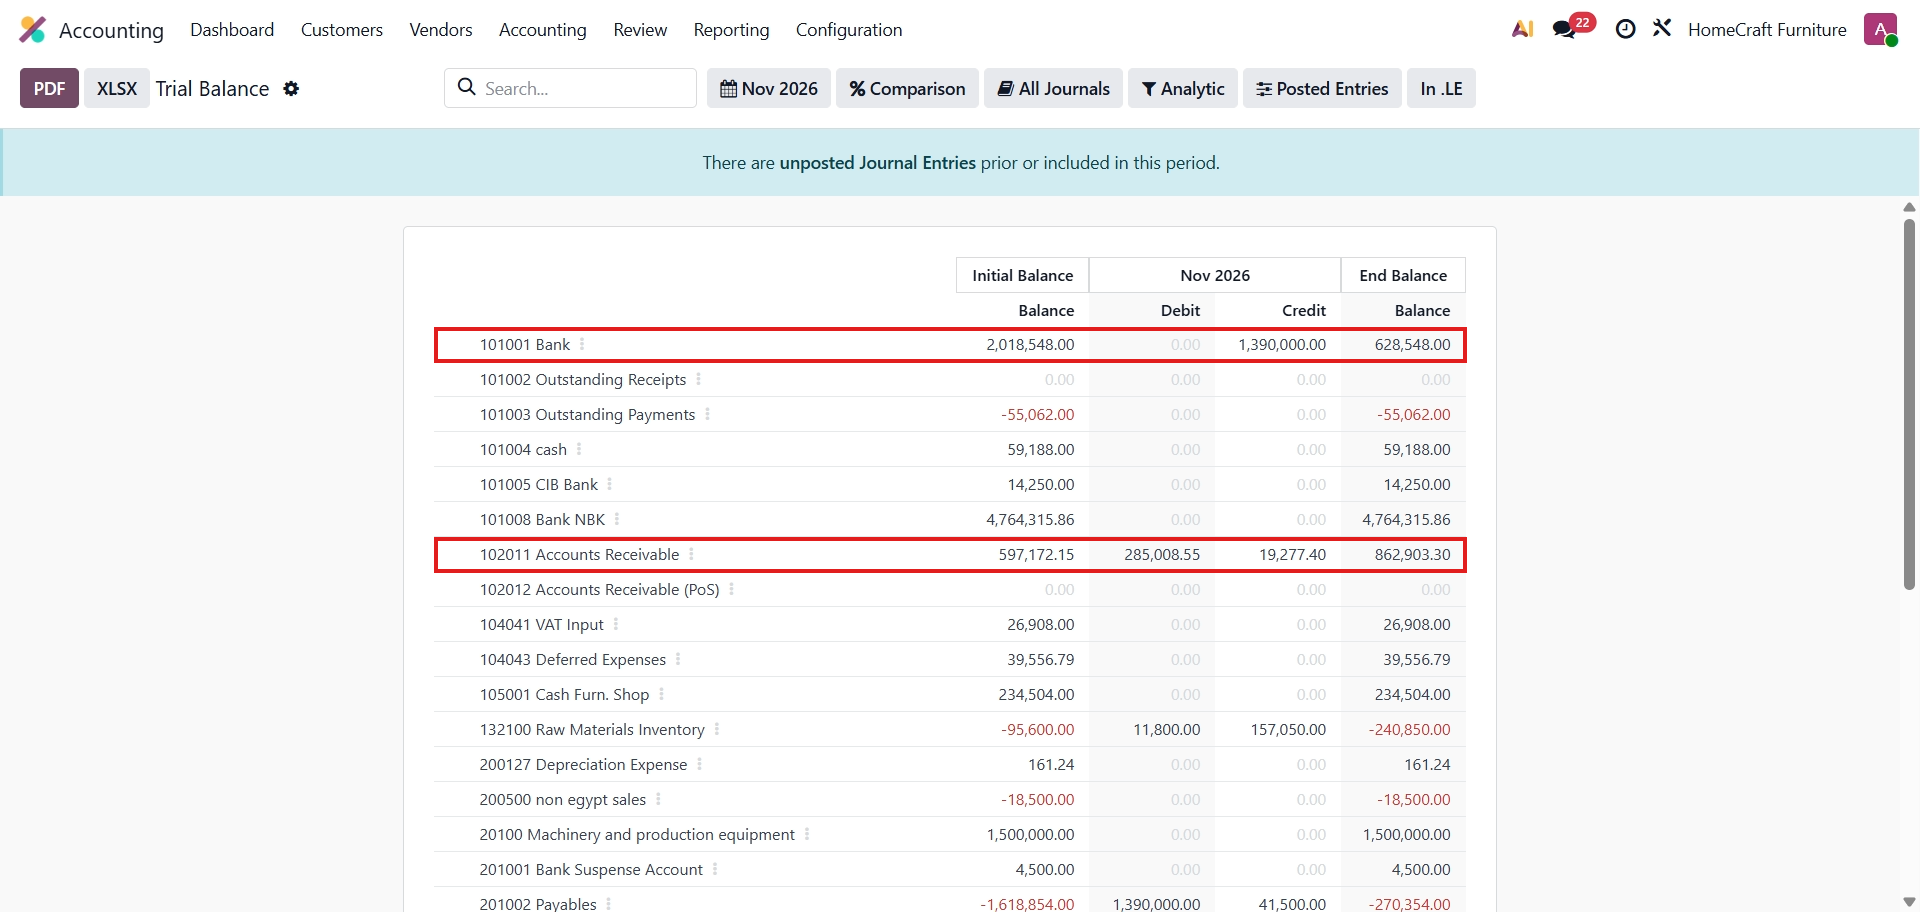 Accounting Dashboard Customers Vendors Accounting Review Reporting Configuration AI 22 HomeCraft Furniture A
PDF XLSX Trial Balance Search... Nov 2026 % Comparison All Journals Analytic Posted Entries In .LE
There are unposted Journal Entries prior or included in this period.
Initial Balance Nov 2026 End Balance
Balance Debit Credit Balance
101001 Bank 2,018,548.00 0.00 1,390,000.00 628,548.00
101002 Outstanding Receipts 0.00 0.00 0.00 0.00
101003 Outstanding Payments -55,062.00 0.00 0.00 -55,062.00
101004 cash 59,188.00 0.00 0.00 59,188.00
101005 CIB Bank 14,250.00 0.00 0.00 14,250.00
101008 Bank NBK 4,764,315.86 0.00 0.00 4,764,315.86
102011 Accounts Receivable 597,172.15 285,008.55 19,277.40 862,903.30
102012 Accounts Receivable (PoS) 0.00 0.00 0.00 0.00
104041 VAT Input 26,908.00 0.00 0.00 26,908.00
104043 Deferred Expenses 39,556.79 0.00 0.00 39,556.79
105001 Cash Furn. Shop 234,504.00 0.00 0.00 234,504.00
132100 Raw Materials Inventory -95,600.00 11,800.00 157,050.00 -240,850.00
200127 Depreciation Expense 161.24 0.00 0.00 161.24
200500 non egypt sales -18,500.00 0.00 0.00 -18,500.00
20100 Machinery and production equipment 1,500,000.00 0.00 0.00 1,500,000.00
201001 Bank Suspense Account 4,500.00 0.00 0.00 4,500.00
201002 Payables -1,618,854.00 1,390,000.00 41,500.00 -270,354.00